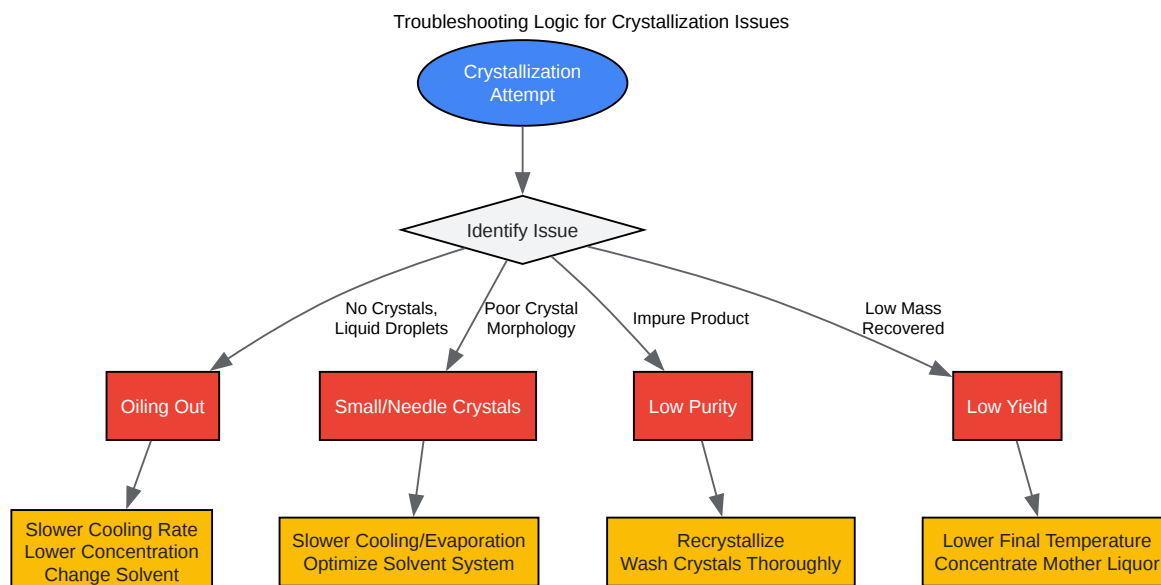 Troubleshooting Logic for Crystallization Issues
Crystallization
Attempt
Identify Issue
No Crystals,
Liquid Droplets
Poor Crystal
Morphology
Impure Product
Low Mass
Recovered
Oiling Out
Small/Needle Crystals
Low Purity
Low Yield
Slower Cooling Rate
Lower Concentration
Change Solvent
Slower Cooling/Evaporation
Optimize Solvent System
Recrystallize
Wash Crystals Thoroughly
Lower Final Temperature
Concentrate Mother Liquor